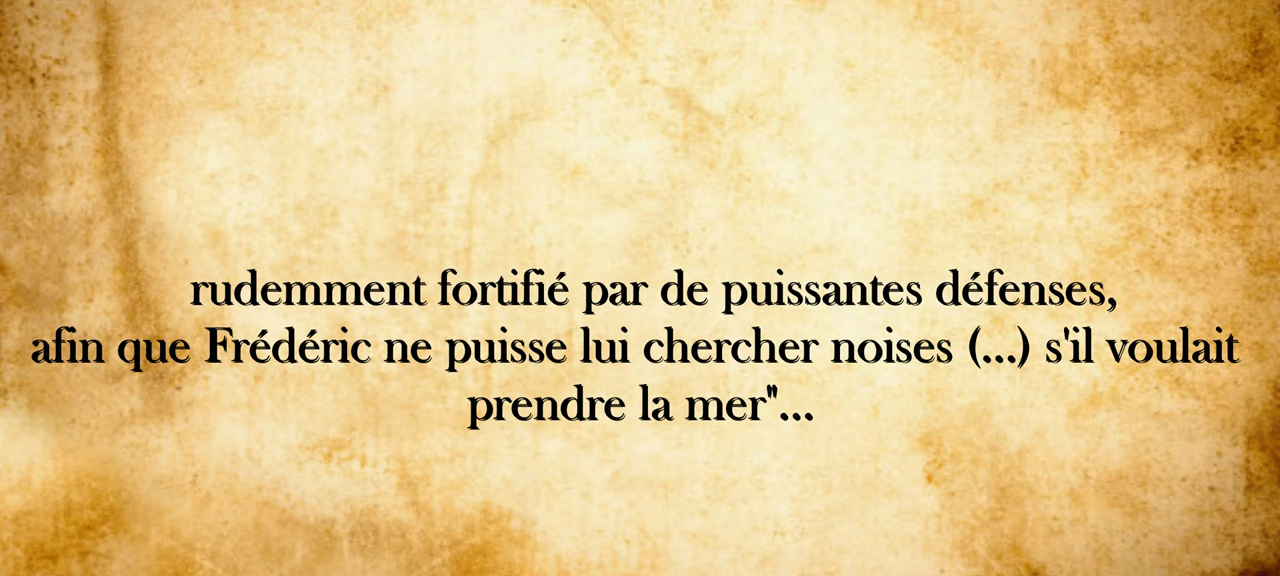 rudemment fortifié par de puissantes défenses,
afin que Frédéric ne puisse lui chercher noises (...) s'il voulait
prendre la mer"...